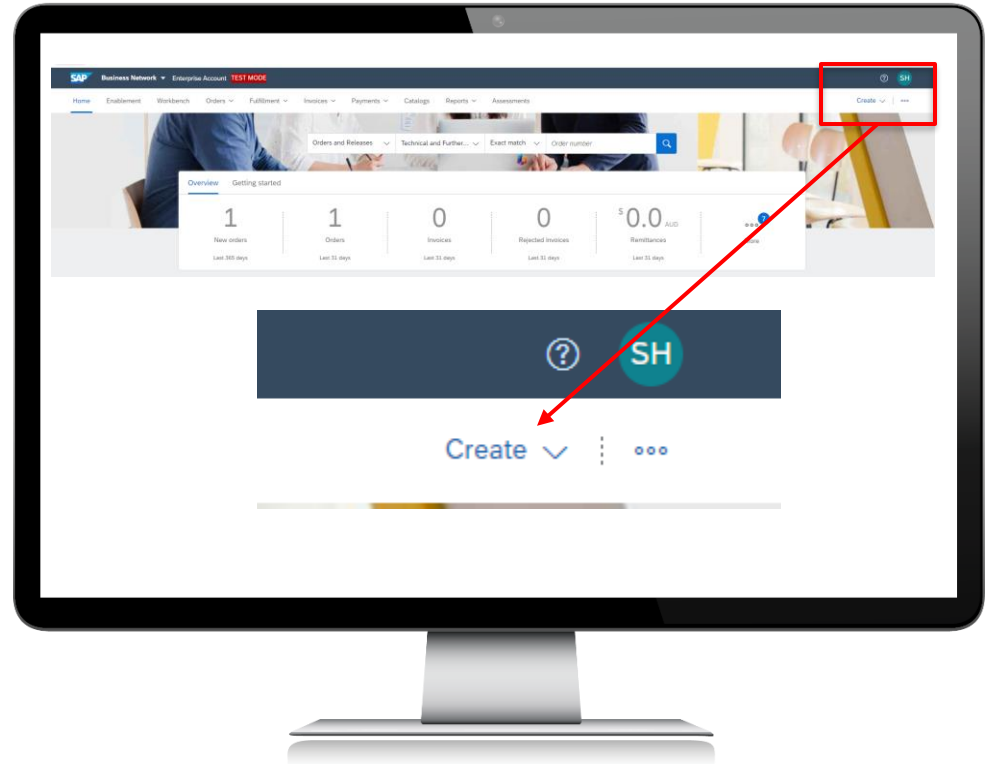 SAP Business Network Enterprise Account TEST MODE SH
Home Enablement Workbench Orders Fulfillment Invoices Payments Catalogs Reports Assessments Create
Orders and Releases Technical and Further... Exact match Order number
Overview Getting started
1 1 0 0 $ 0.0 AUD 7
New orders Orders Invoices Rejected Invoices Remittances
Last 365 days Last 31 days Last 31 days Last 31 days Last 31 days
? SH
Create